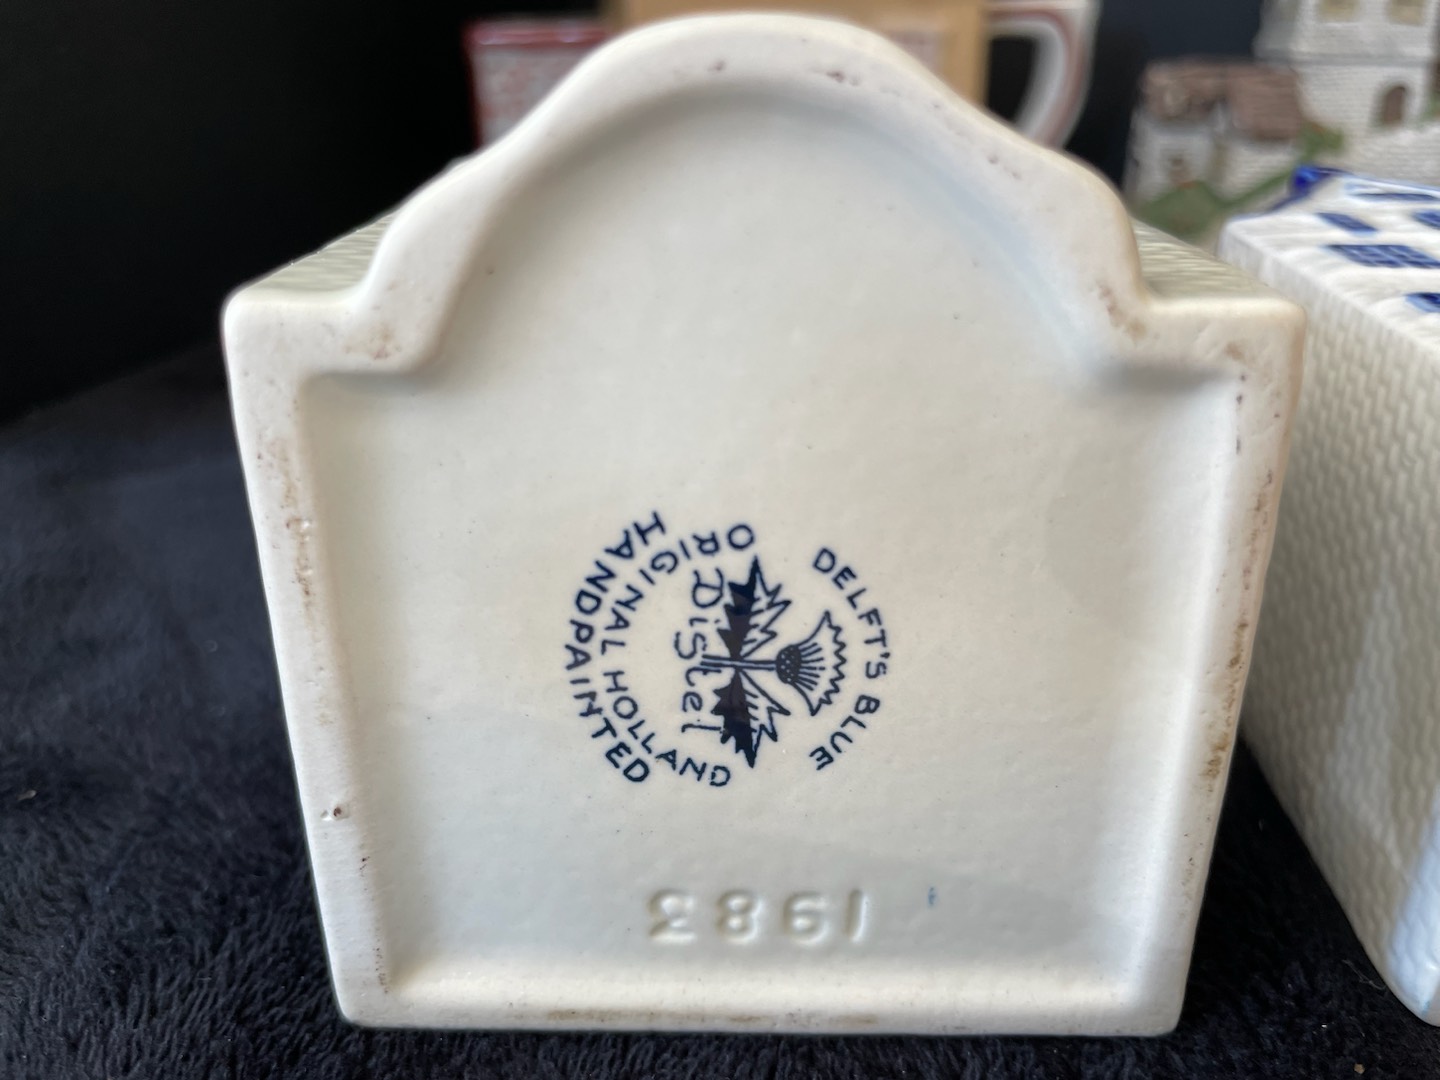 DELFT'S BLUE
Distel
ORIGINAL HOLLAND
HANDPAINTED
1983